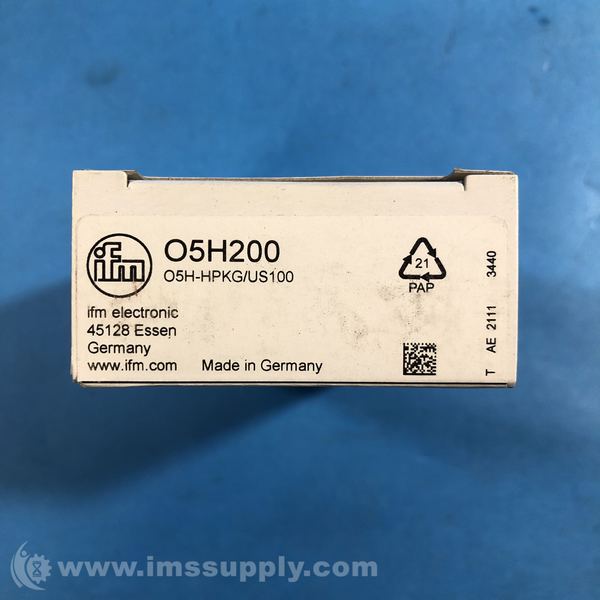 ifm
O5H200
O5H-HPKG/US100
ifm electronic
45128 Essen
Germany
www.ifm.com Made in Germany
21
PAP
T AE 2111 3440
www.imssupply.com